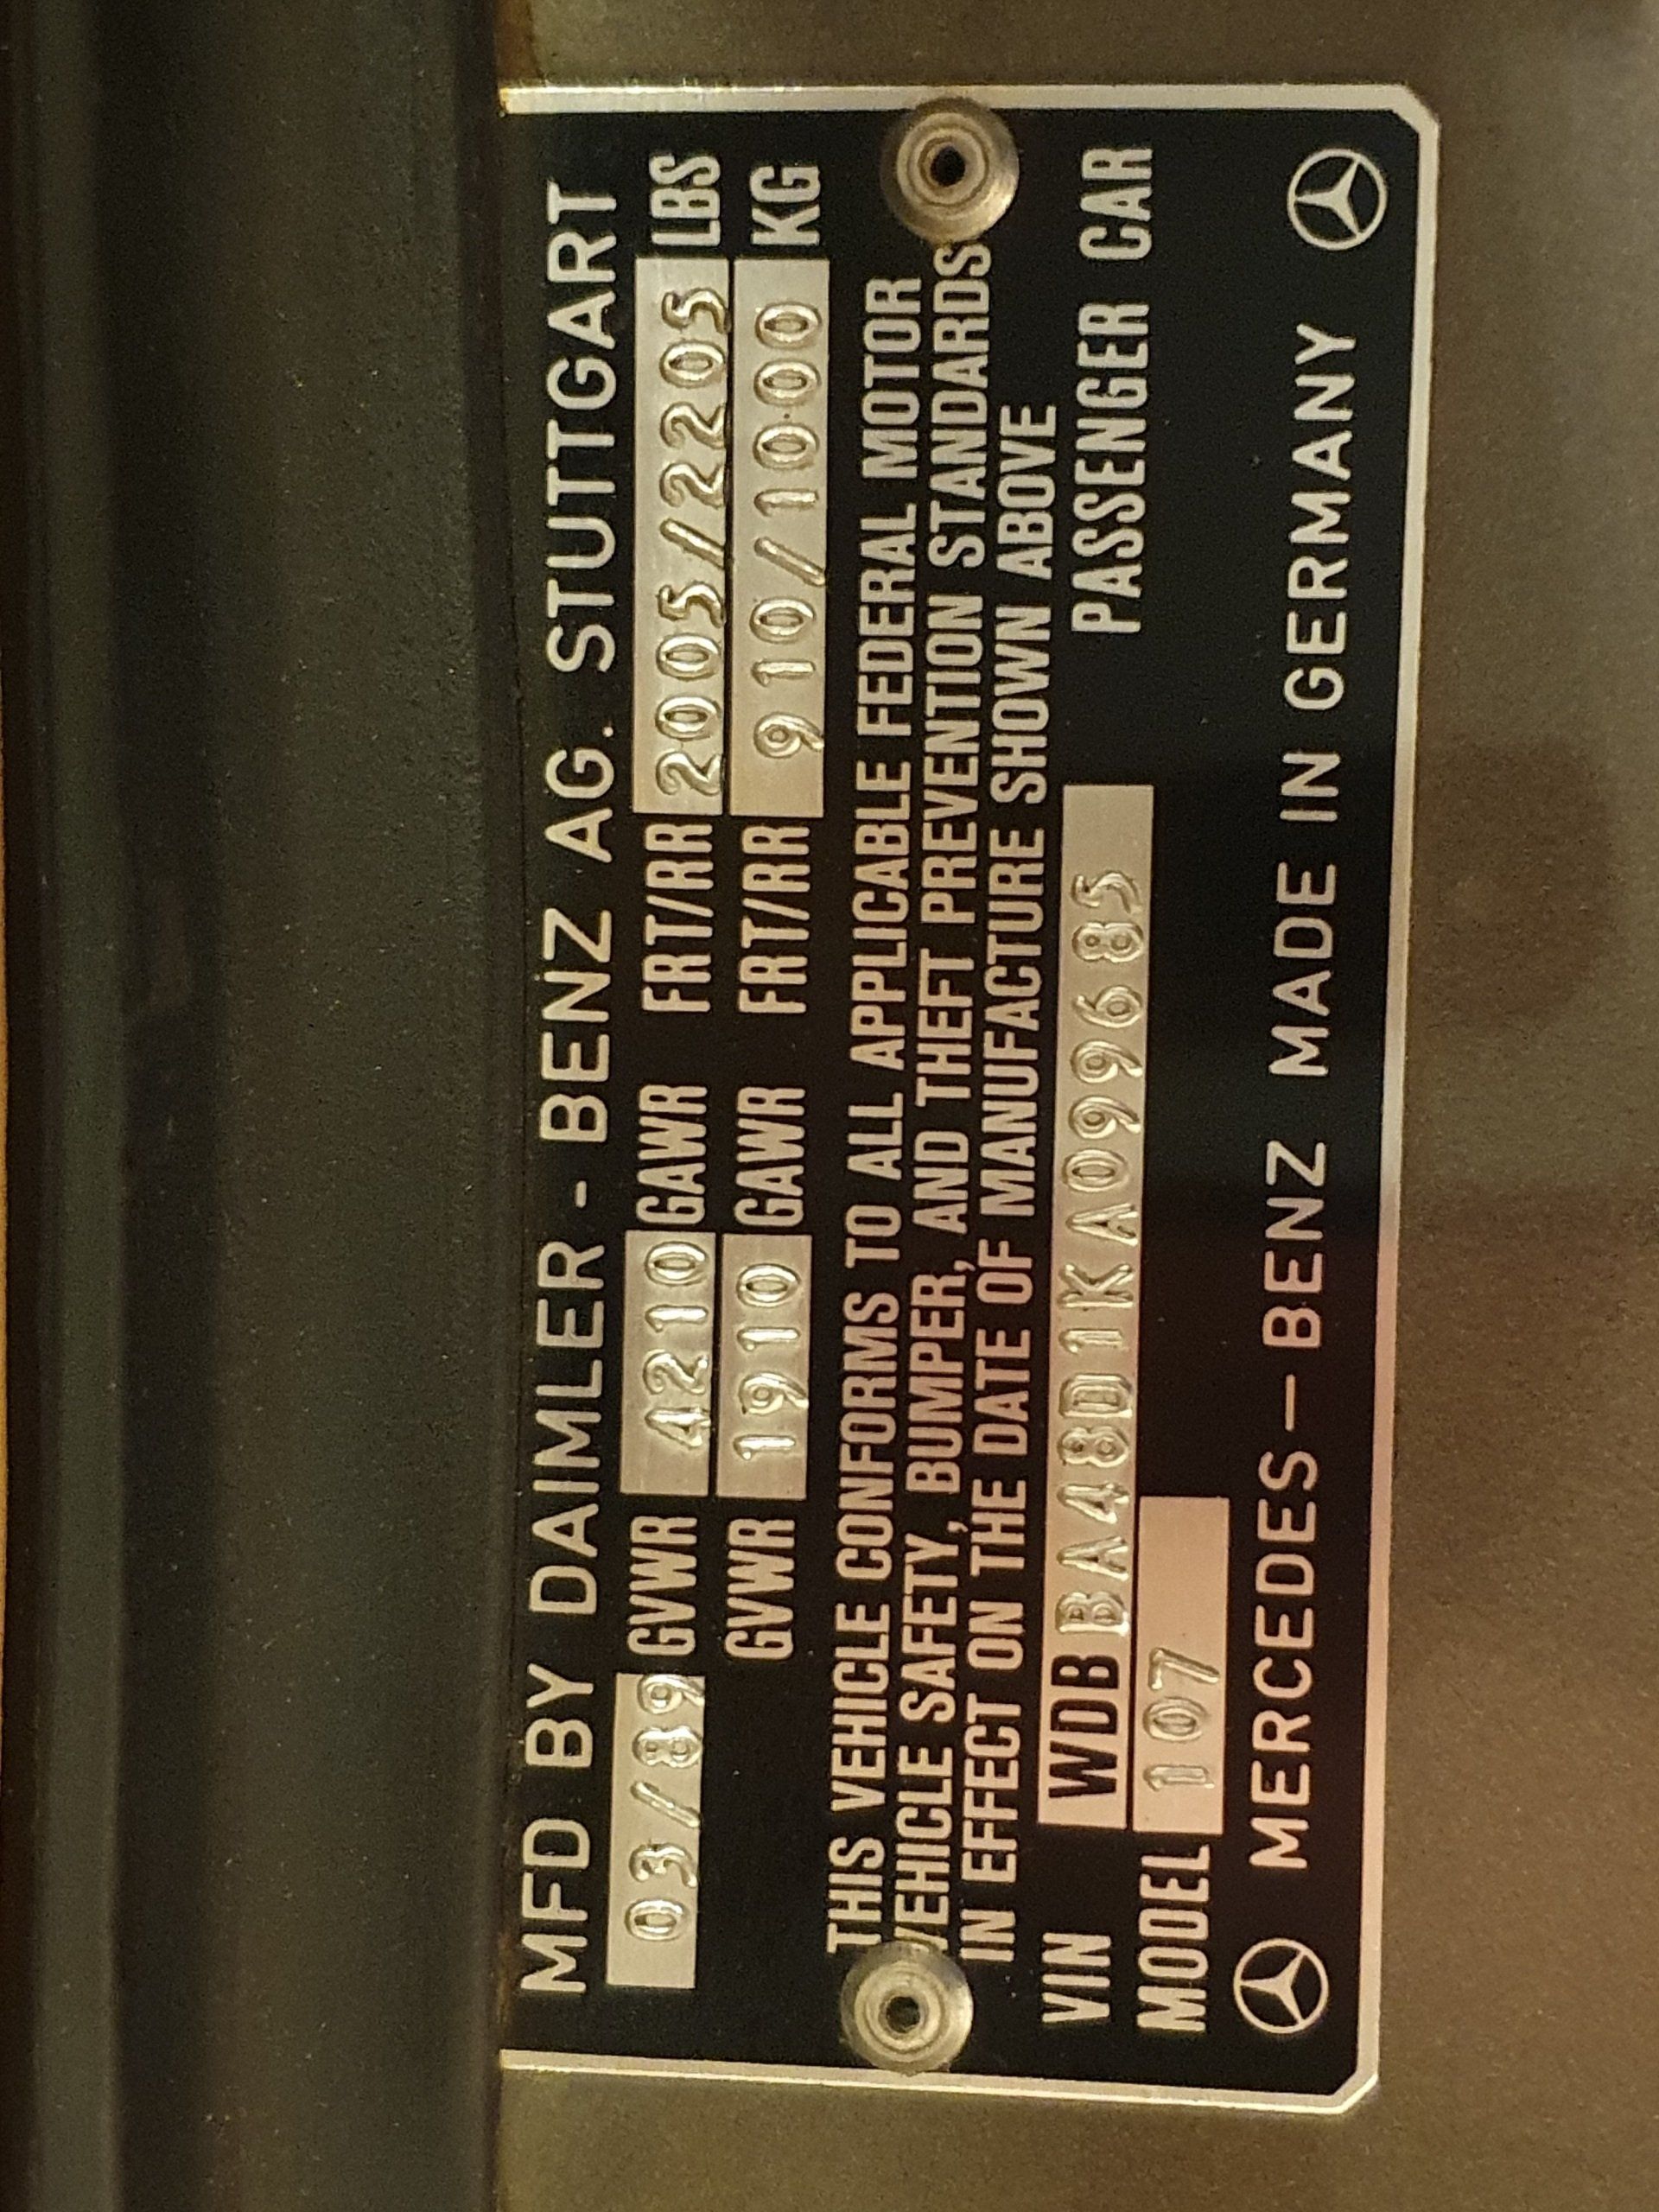 MFD BY DAIMLER - BENZ AG. STUTTGART
03/89 GVWR 4210 GAWR FRT/RR 2005/2205 LBS
GVWR 1910 GAWR FRT/RR 910/1000 KG
THIS VEHICLE CONFORMS TO ALL APPLICABLE FEDERAL MOTOR
VEHICLE SAFETY, BUMPER, AND THEFT PREVENTION STANDARDS
IN EFFECT ON THE DATE OF MANUFACTURE SHOWN ABOVE
VIN WDB BA48D1KA099685 PASSENGER CAR
MODEL 107
MERCEDES-BENZ MADE IN GERMANY